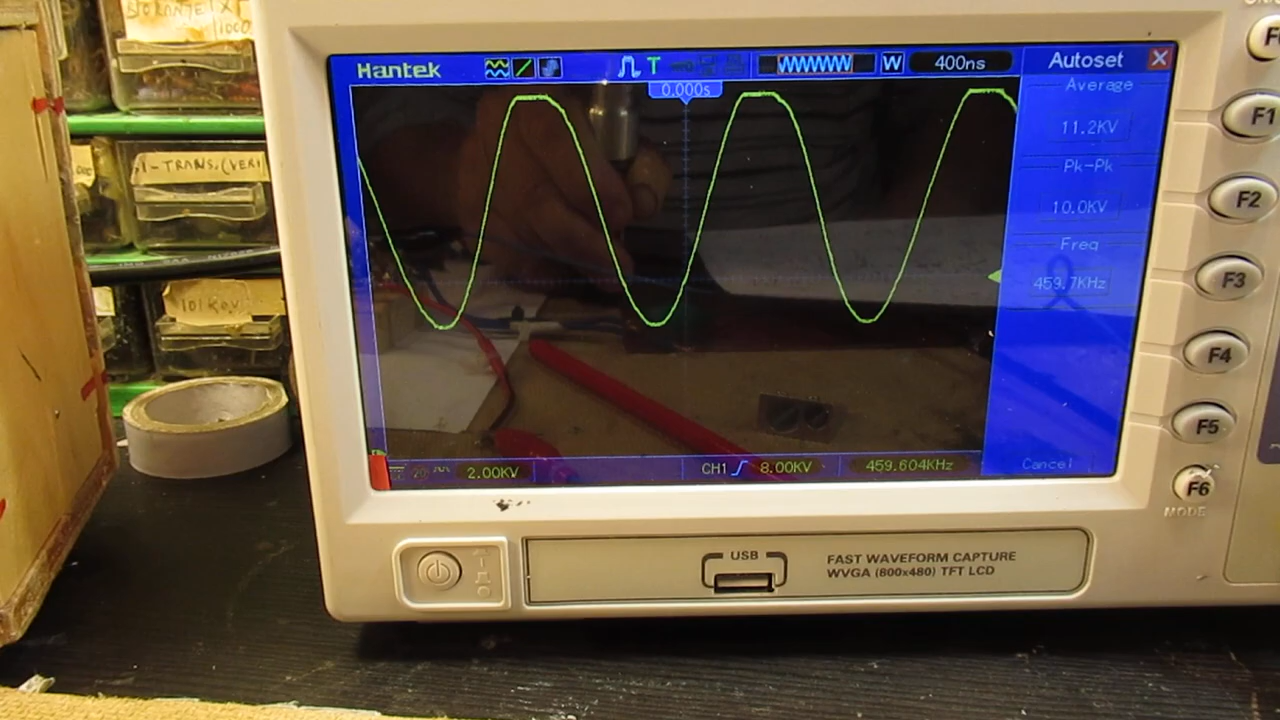 1000
Hantek
T
W
400ns
Autoset
0.000s
Average
11.2KV
Pk-Pk
10.0KV
Freq
459.7KHz
2.00KV
CH1
8.00KV
459.604KHz
Cancel
F1
F2
F3
F4
F5
F6
MODE
USB
FAST WAVEFORM CAPTURE
WVGA (800x480) TFT LCD